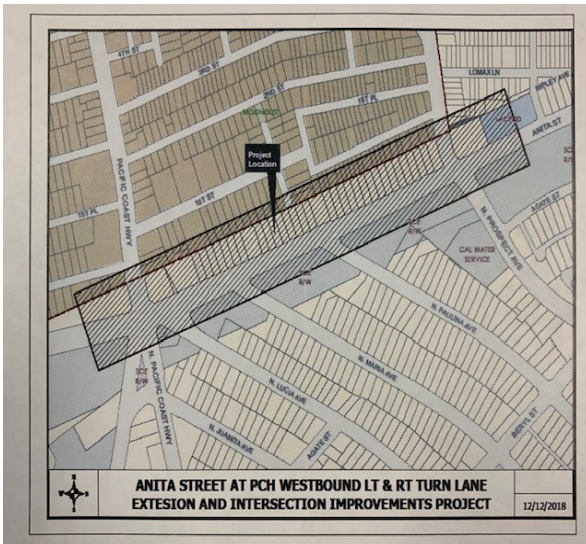 4TH ST
3RD ST
2ND ST
1ST PL
LOMAX LN
RIPLEY AVE
ANITA ST
Project
Location
PACIFIC COAST HWY
1ST PL
1ST ST
AGATE ST
N. PROSPECT AVE
CAL WATER
SERVICE
SCE
R/W
R/W
N. PAULINA AVE
N. MARIA AVE
N. LUCIA AVE
N. JUANITA AVE
N. PACIFIC COAST HWY
SCE
R/W
AGATE ST
BERYL ST
ANITA STREET AT PCH WESTBOUND LT & RT TURN LANE
EXTESION AND INTERSECTION IMPROVEMENTS PROJECT
12/12/2018